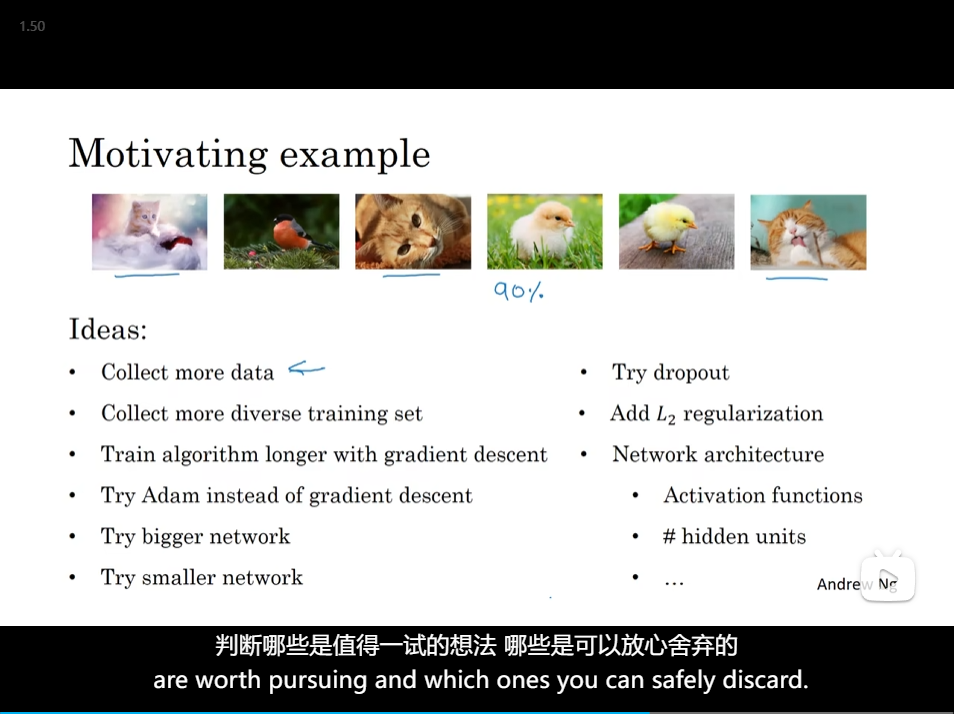 1.50
Motivating example
90%
Ideas:
• Collect more data
• Collect more diverse training set
• Train algorithm longer with gradient descent
• Try Adam instead of gradient descent
• Try bigger network
• Try smaller network
• Try dropout
• Add L₂ regularization
• Network architecture
• Activation functions
• # hidden units
• ...
Andrew Ng
判断哪些是值得一试的想法 哪些是可以放心舍弃的
are worth pursuing and which ones you can safely discard.